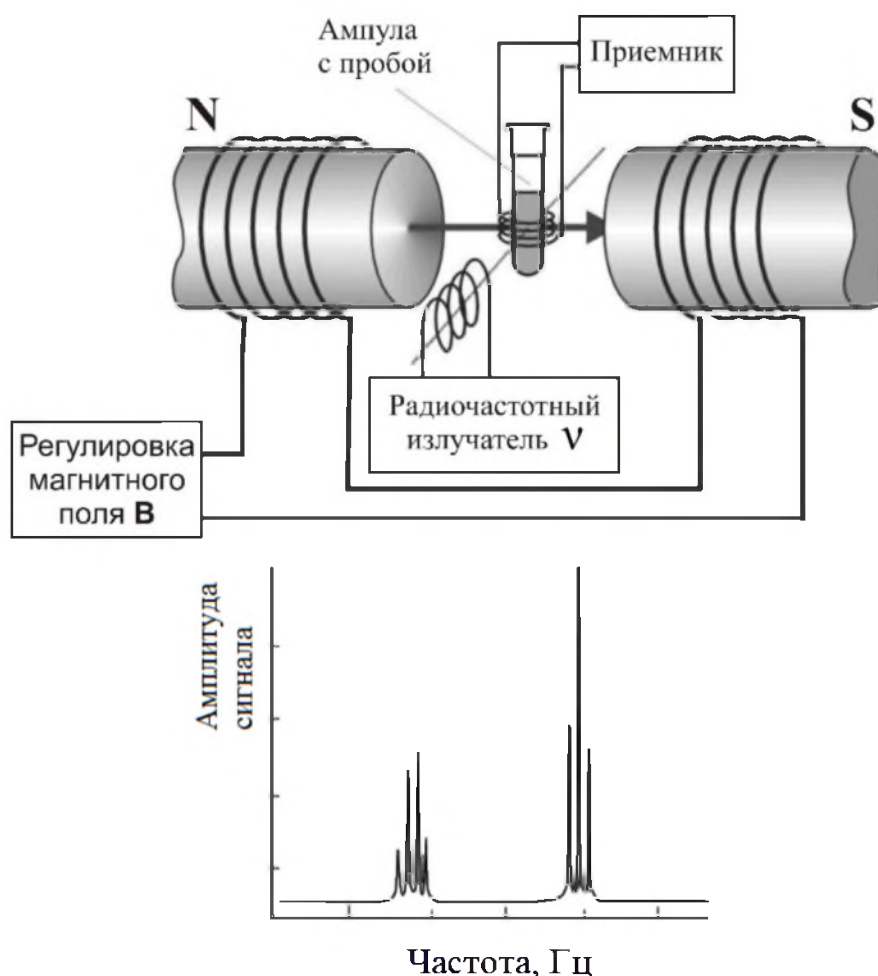 Ампула
с пробой
Приемник
N
S
Радиочастотный
излучатель ν
Регулировка
магнитного
поля B
Амплитуда
сигнала
Частота, Гц